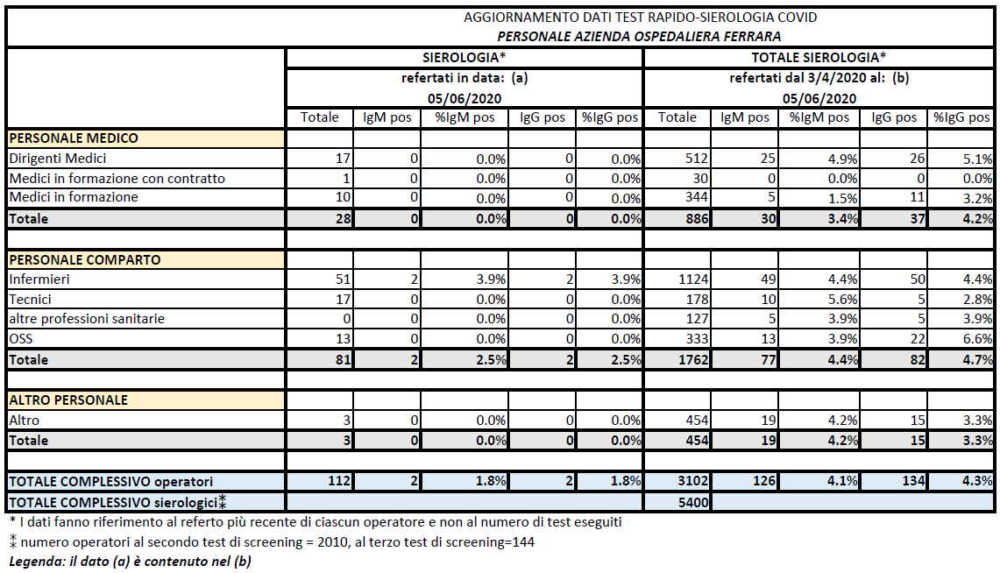 AGGIORNAMENTO DATI TEST RAPIDO-SIEROLOGIA COVID
PERSONALE AZIENDA OSPEDALIERA FERRARA
SIEROLOGIA* TOTALE SIEROLOGIA*
refertati in data: (a) refertati dal 3/4/2020 al: (b)
05/06/2020 05/06/2020
Totale IgM pos %IgM pos IgG pos %IgG pos Totale IgM pos %IgM pos IgG pos %IgG pos
PERSONALE MEDICO
Dirigenti Medici 17 0 0.0% 0 0.0% 512 25 4.9% 26 5.1%
Medici in formazione con contratto 1 0 0.0% 0 0.0% 30 0 0.0% 0 0.0%
Medici in formazione 10 0 0.0% 0 0.0% 344 5 1.5% 11 3.2%
Totale 28 0 0.0% 0 0.0% 886 30 3.4% 37 4.2%
PERSONALE COMPARTO
Infermieri 51 2 3.9% 2 3.9% 1124 49 4.4% 50 4.4%
Tecnici 17 0 0.0% 0 0.0% 178 10 5.6% 5 2.8%
altre professioni sanitarie 0 0 0.0% 0 0.0% 127 5 3.9% 5 3.9%
OSS 13 0 0.0% 0 0.0% 333 13 3.9% 22 6.6%
Totale 81 2 2.5% 2 2.5% 1762 77 4.4% 82 4.7%
ALTRO PERSONALE
Altro 3 0 0.0% 0 0.0% 454 19 4.2% 15 3.3%
Totale 3 0 0.0% 0 0.0% 454 19 4.2% 15 3.3%
TOTALE COMPLESSIVO operatori 112 2 1.8% 2 1.8% 3102 126 4.1% 134 4.3%
TOTALE COMPLESSIVO sierologici⁑ 5400
* I dati fanno riferimento al referto più recente di ciascun operatore e non al numero di test eseguiti
⁑ numero operatori al secondo test di screening = 2010, al terzo test di screening=144
Legenda: il dato (a) è contenuto nel (b)